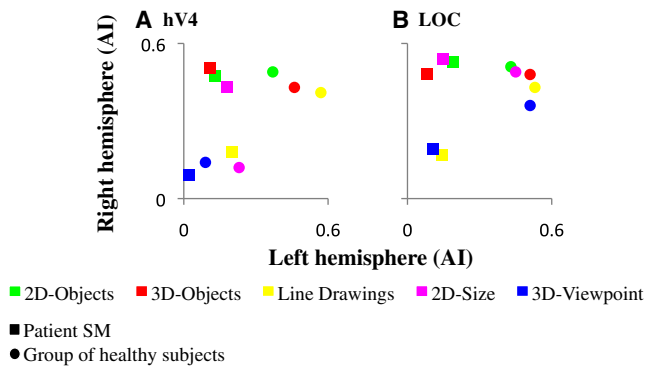 A hV4
B LOC
Right hemisphere (AI)
0.6
0
0
0.6
0
0.6
Left hemisphere (AI)
2D-Objects 3D-Objects Line Drawings 2D-Size 3D-Viewpoint
Patient SM
Group of healthy subjects